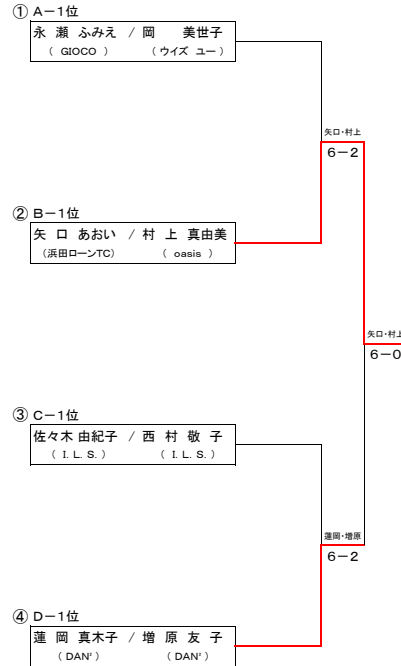 ① A－1位
永 瀬 ふみえ / 岡 美世子
( GIOCO ) ( ウイズ ユー )
矢口・村上
6－2
② B－1位
矢 口 あおい / 村 上 真由美
(浜田ローンTC) ( oasis )
矢口・村上
6－0
③ C－1位
佐々木 由紀子 / 西 村 敬 子
( I. L. S. ) ( I. L. S. )
蓮岡・増原
6－2
④ D－1位
蓮 岡 真木子 / 増 原 友 子
( DAN² ) ( DAN² )